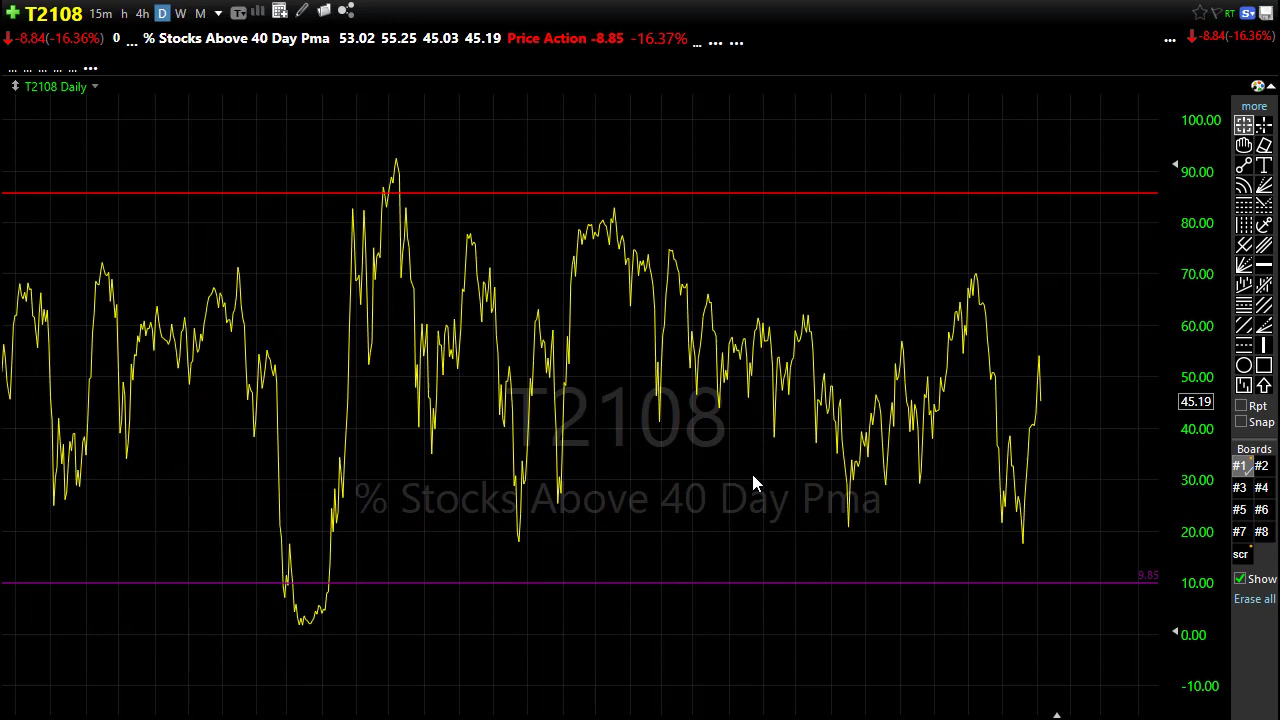 T2108 15m h 4h D W M T RT S
-8.84(-16.36%) 0 ... % Stocks Above 40 Day Pma 53.02 55.25 45.03 45.19 Price Action -8.85 -16.37% ... ... ... ... -8.84(-16.36%)
... ... ... ... ... ...
T2108 Daily
more
100.00
90.00
80.00
70.00
60.00
50.00
45.19
40.00
30.00
20.00
10.00
0.00
-10.00
9.85
T2108
% Stocks Above 40 Day Pma
T
Rpt
Snap
Boards
#1 #2
#3 #4
#5 #6
#7 #8
scr
Show
Erase all